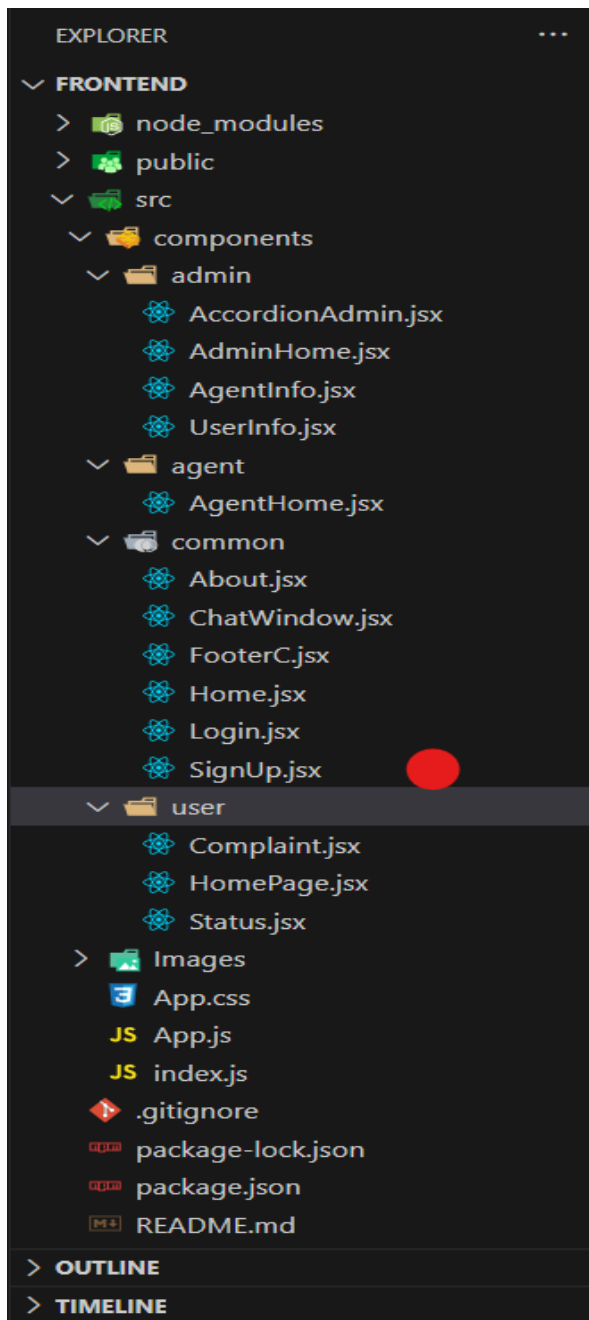 EXPLORER ...
FRONTEND
node_modules
public
src
components
admin
AccordionAdmin.jsx
AdminHome.jsx
AgentInfo.jsx
UserInfo.jsx
agent
AgentHome.jsx
common
About.jsx
ChatWindow.jsx
FooterC.jsx
Home.jsx
Login.jsx
SignUp.jsx
user
Complaint.jsx
HomePage.jsx
Status.jsx
Images
App.css
JS App.js
JS index.js
.gitignore
package-lock.json
package.json
README.md
OUTLINE
TIMELINE